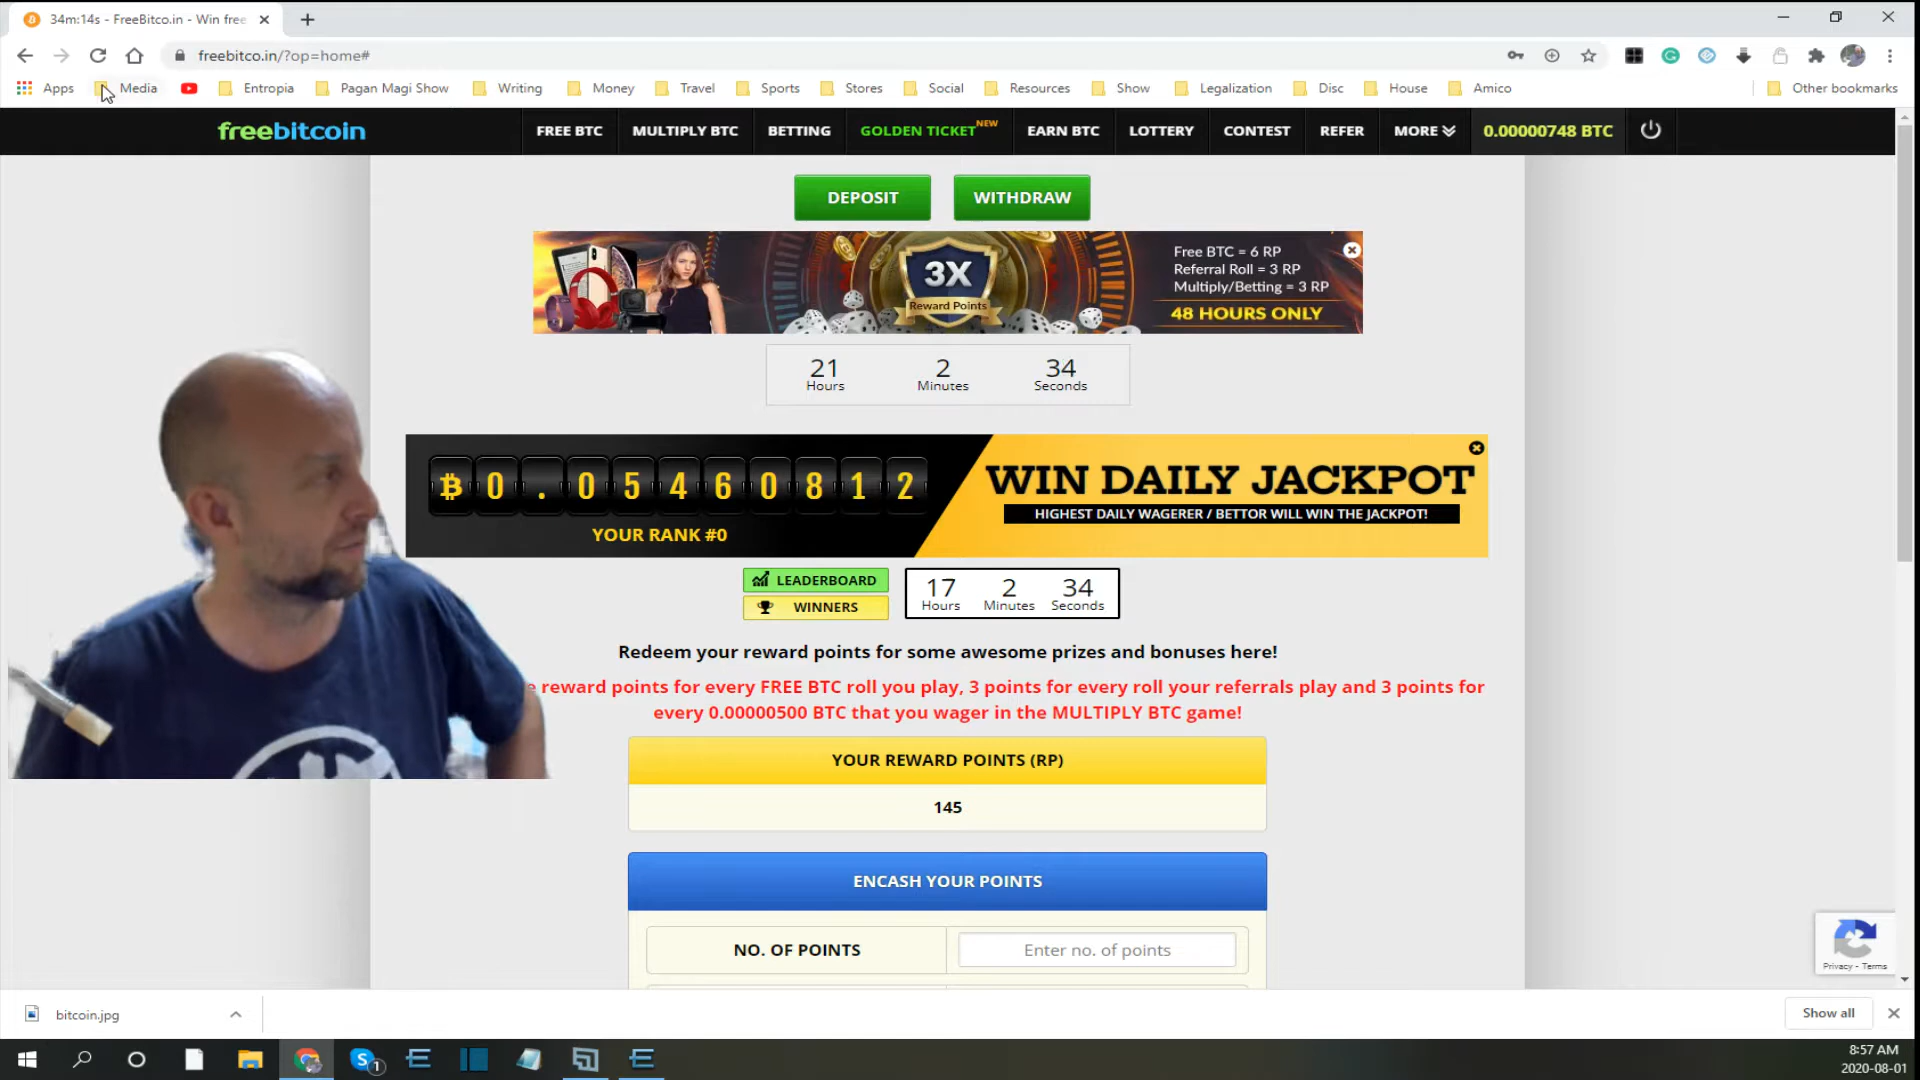 34m:14s - FreeBitco.in - Win free
freebitco.in/?op=home#
Apps Media Entropia Pagan Magi Show Writing Money Travel Sports Stores Social Resources Show Legalization Disc House Amico Other bookmarks
freebitcoin FREE BTC MULTIPLY BTC BETTING GOLDEN TICKET NEW EARN BTC LOTTERY CONTEST REFER MORE 0.00000748 BTC
DEPOSIT WITHDRAW
3X
Reward Points
Free BTC = 6 RP
Referral Roll = 3 RP
Multiply/Betting = 3 RP
48 HOURS ONLY
21 2 34
Hours Minutes Seconds
₿ 0 . 0 5 4 6 0 8 1 2
YOUR RANK #0
WIN DAILY JACKPOT
HIGHEST DAILY WAGERER / BETTOR WILL WIN THE JACKPOT!
LEADERBOARD
WINNERS
17 2 34
Hours Minutes Seconds
Redeem your reward points for some awesome prizes and bonuses here!
reward points for every FREE BTC roll you play, 3 points for every roll your referrals play and 3 points for
every 0.00000500 BTC that you wager in the MULTIPLY BTC game!
YOUR REWARD POINTS (RP)
145
ENCASH YOUR POINTS
NO. OF POINTS Enter no. of points
Privacy - Terms
bitcoin.jpg
Show all
1
8:57 AM
2020-08-01